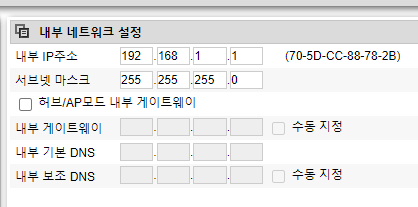 내부 네트워크 설정
내부 IP주소 192.168.1.1 (70-5D-CC-88-78-2B)
서브넷 마스크 255.255.255.0
허브/AP모드 내부 게이트웨이
내부 게이트웨이 . . . 수동 지정
내부 기본 DNS . . .
내부 보조 DNS . . . 수동 지정